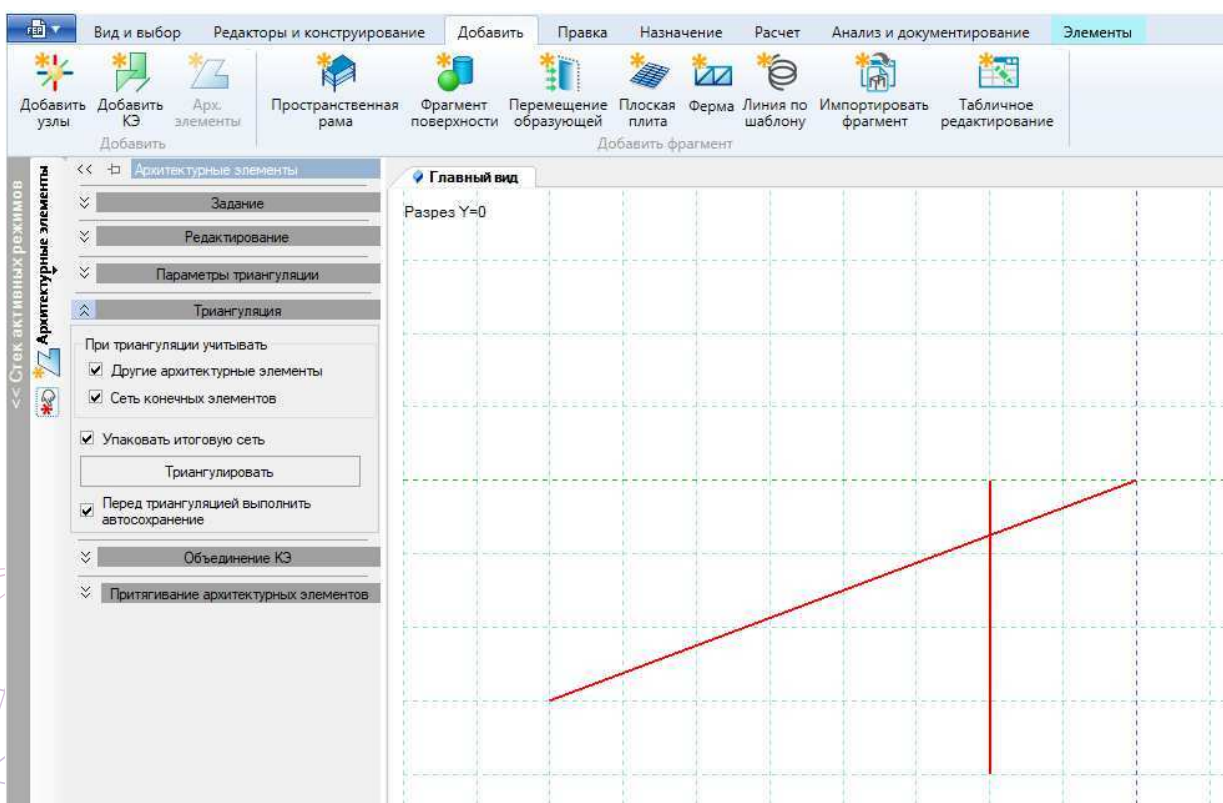 FEP
Вид и выбор Редакторы и конструирование Добавить Правка Назначение Расчет Анализ и документирование Элементы
Добавить узлы
Добавить КЭ
Арх. элементы
Пространственная рама
Фрагмент поверхности
Перемещение образующей
Плоская плита
Ферма
Линия по шаблону
Импортировать фрагмент
Табличное редактирование
Добавить
Добавить фрагмент
<< Стек активных режимов
Архитектурные элементы
<< Архитектурные элементы
Задание
Редактирование
Параметры триангуляции
Триангуляция
При триангуляции учитывать
Другие архитектурные элементы
Сеть конечных элементов
Упаковать итоговую сеть
Триангулировать
Перед триангуляцией выполнить
автосохранение
Объединение КЭ
Притягивание архитектурных элементов
Главный вид
Разрез Y=0